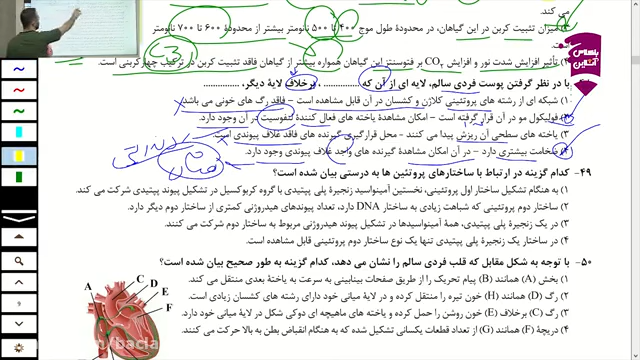 می کند.
میزان تثبیت کربن در این گیاهان، در محدودهٔ طول موج ۴۰۰ تا ۵۰۰ نانومتر بیشتر از محدودهٔ ۶۰۰ تا ۷۰۰ نانومتر
است.
تأثیر افزایش شدت نور و افزایش CO₂ بر فتوسنتز این گیاهان همواره بیشتر از گیاهان فاقد تثبیت کربن در ترکیب چهارکربنی است.
با در نظر گرفتن پوست فردی سالم، لایه ای از آن که .............. ، برخلاف لایهٔ دیگر، ..............
۱) شبکه ای از رشته های پروتئینی کلاژن و کشسان در آن قابل مشاهده است – فاقد رگ های خونی می باشد.
فولیکول مو در آن قرار گرفته است – امکان مشاهدهٔ یاخته های فعال کنندهٔ لنفوسیت در آن وجود دارد.
یاخته های سطحی آن ریزش پیدا می کنند – محل قرارگیری گیرنده های فاقد غلاف پیوندی است.
ضخامت بیشتری دارد – در آن امکان مشاهدهٔ گیرنده های واجد غلاف پیوندی وجود دارد.
۴۹- کدام گزینه در ارتباط با ساختارهای پروتئین ها به درستی بیان شده است؟
۱) به هنگام تشکیل ساختار اول پروتئینی، نخستین آمینواسید زنجیرهٔ پلی پپتیدی با گروه کربوکسیل در تشکیل پیوند پپتیدی شرکت می کند.
۲) ساختار دوم پروتئینی که شباهت زیادی به ساختار DNA دارد، تعداد پیوندهای هیدروژنی کمتری از ساختار دوم دیگر دارد.
۳) در یک زنجیرهٔ پلی پپتیدی، همهٔ آمینواسیدها در تشکیل پیوند هیدروژنی مربوط به ساختار دوم شرکت می کنند.
۴) در ساختار یک زنجیرهٔ پلی پپتیدی تنها یک نوع ساختار دوم پروتئینی قابل مشاهده است.
۵۰- با توجه به شکل مقابل که قلب فردی سالم را نشان می دهد، کدام گزینه به طور صحیح بیان شده است؟
۱) بخش (A) همانند (B) پیام تحریک را از طریق صفحات بینابینی به سرعت به یاختهٔ بعدی منتقل می کند.
۲) رگ (D) همانند (H) خون تیره را منتقل کرده و در لایهٔ میانی خود دارای رشته های کشسان زیادی است.
۳) رگ (C) برخلاف (E) خون روشن را حمل کرده و یاخته های ماهیچه ای دوکی شکل در لایهٔ میانی خود دارد.
۴) دریچهٔ (F) همانند (G) از تعداد قطعات یکسانی تشکیل شده که به هنگام انقباض بطن به بالا حرکت می کنند.
A
C
D
E
F